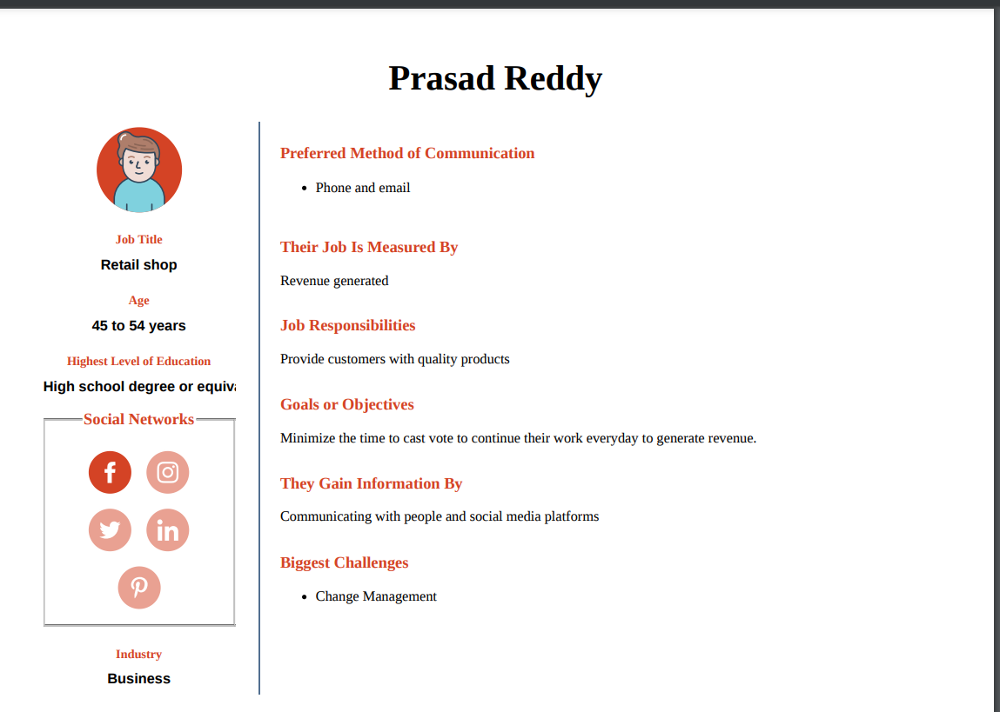 Prasad Reddy
Job Title
Retail shop
Age
45 to 54 years
Highest Level of Education
High school degree or equiva
Social Networks
Industry
Business
Preferred Method of Communication
• Phone and email
Their Job Is Measured By
Revenue generated
Job Responsibilities
Provide customers with quality products
Goals or Objectives
Minimize the time to cast vote to continue their work everyday to generate revenue.
They Gain Information By
Communicating with people and social media platforms
Biggest Challenges
• Change Management